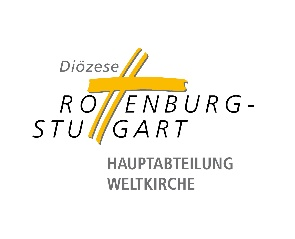 Diözese
ROTTENBURG-
STUTTGART
HAUPTABTEILUNG
WELTKIRCHE